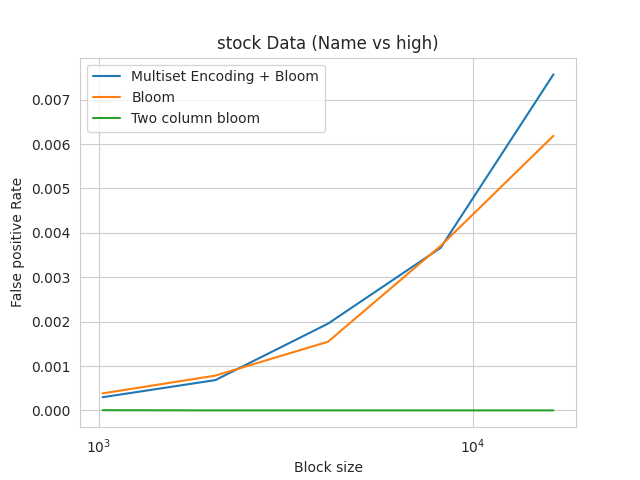 stock Data (Name vs high)
Multiset Encoding + Bloom
Bloom
Two column bloom
False positive Rate
0.007
0.006
0.005
0.004
0.003
0.002
0.001
0.000
10³
10⁴
Block size